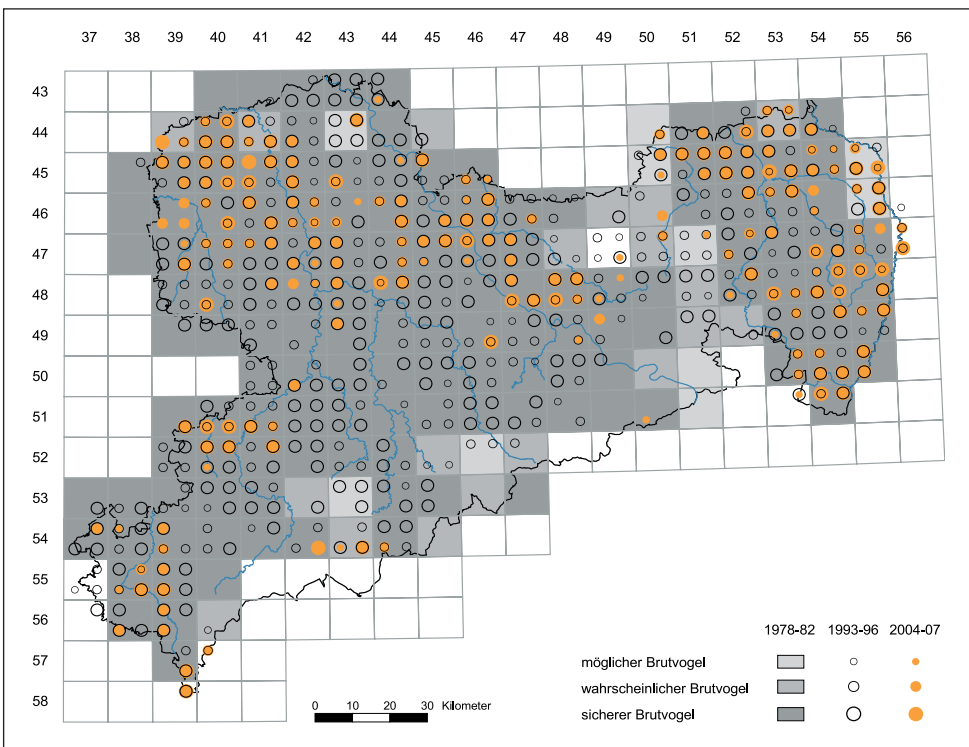 37 38 39 40 41 42 43 44 45 46 47 48 49 50 51 52 53 54 55 56
43
44
45
46
47
48
49
50
51
52
53
54
55
56
57
58
1978-82 1993-96 2004-07
möglicher Brutvogel
wahrscheinlicher Brutvogel
sicherer Brutvogel
0 10 20 30 Kilometer